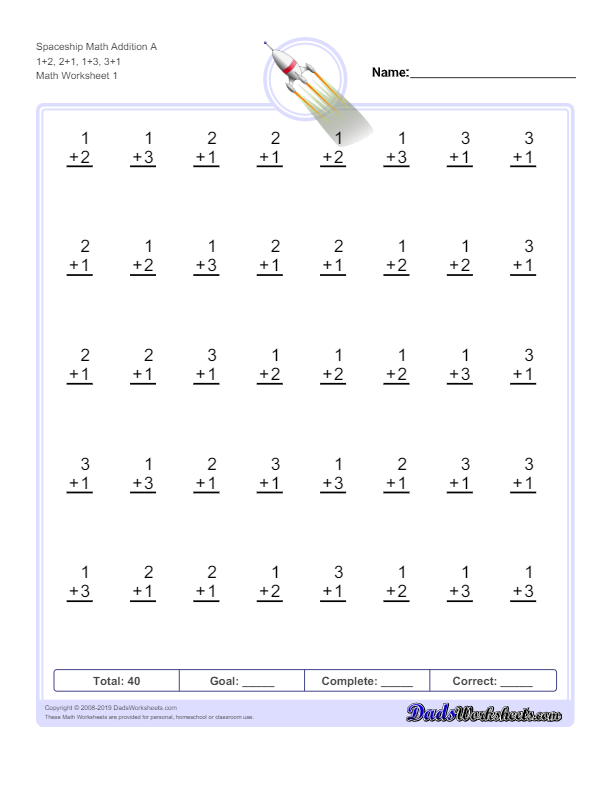 Spaceship Math Addition A
1+2, 2+1, 1+3, 3+1
Math Worksheet 1
Name:
1 1 2 2 1 1 3 3
+2 +3 +1 +1 +2 +3 +1 +1
2 1 1 2 2 1 1 3
+1 +2 +3 +1 +1 +2 +2 +1
2 2 3 1 1 1 1 3
+1 +1 +1 +2 +2 +2 +3 +1
3 1 2 3 1 2 3 3
+1 +3 +1 +1 +3 +1 +1 +1
1 2 2 1 3 1 1 1
+3 +1 +1 +2 +1 +2 +3 +3
Total: 40 Goal: _____ Complete: _____ Correct: _____
Copyright © 2008-2019 DadsWorksheets.com
These Math Worksheets are provided for personal, homeschool or classroom use.
DadsWorksheets.com